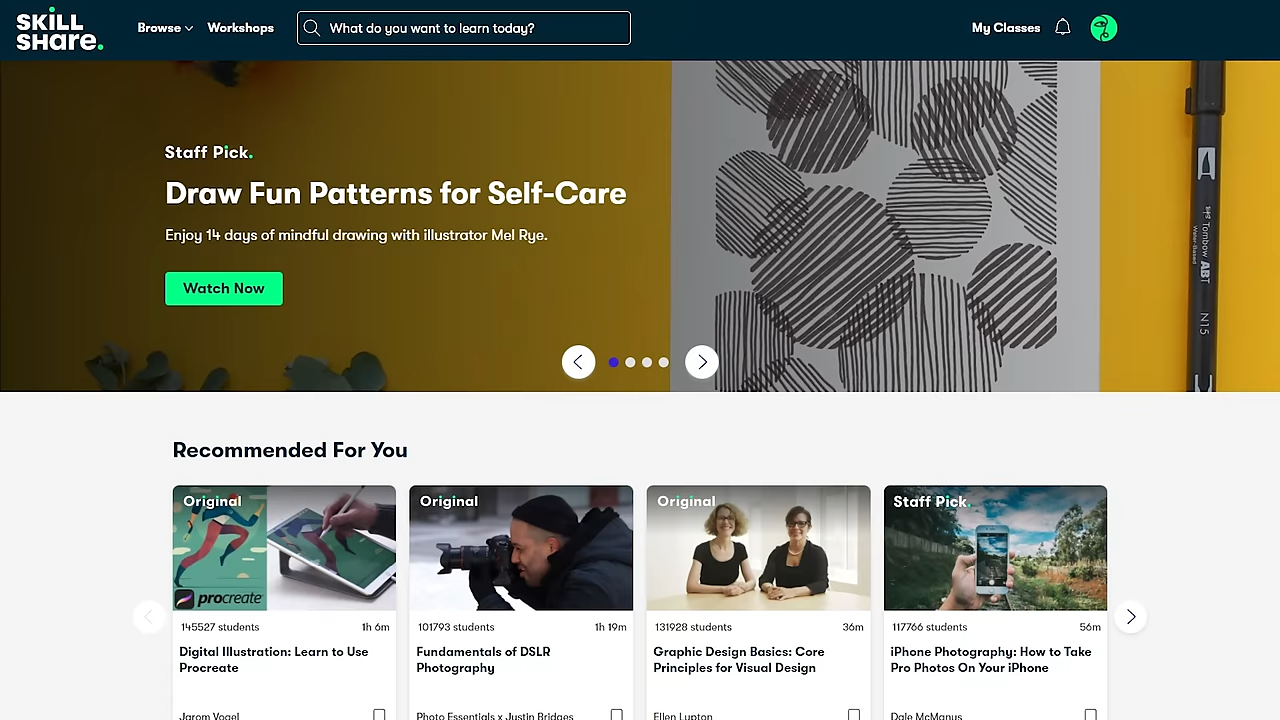 SKILL
SHare.
Browse
Workshops
What do you want to learn today?
My Classes
Staff Pick.
Draw Fun Patterns for Self-Care
Enjoy 14 days of mindful drawing with illustrator Mel Rye.
Watch Now
Tombow
ABT
N15
Recommended For You
Original
Original
Original
Staff Pick.
procreate
145527 students
1h 6m
101793 students
1h 19m
131928 students
36m
117766 students
56m
Digital Illustration: Learn to Use
Procreate
Fundamentals of DSLR
Photography
Graphic Design Basics: Core
Principles for Visual Design
iPhone Photography: How to Take
Pro Photos On Your iPhone
Jarom Vogel
Photo Essentials x Justin Bridges
Ellen Lupton
Dale McManus